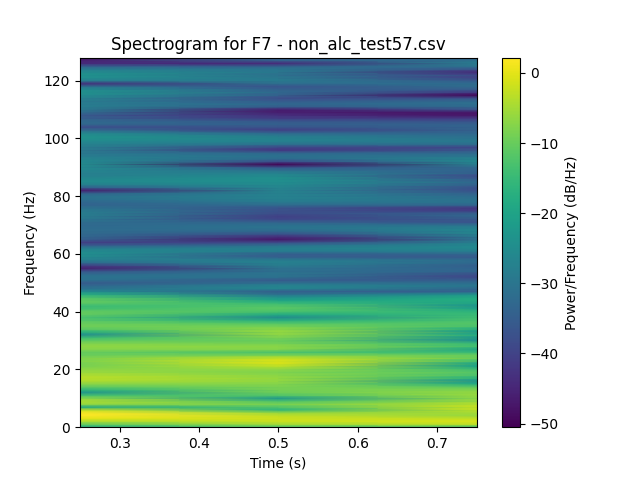 Spectrogram for F7 - non_alc_test57.csv
120
100
80
60
40
20
0
Frequency (Hz)
0.3 0.4 0.5 0.6 0.7
Time (s)
0
−10
−20
−30
−40
−50
Power/Frequency (dB/Hz)